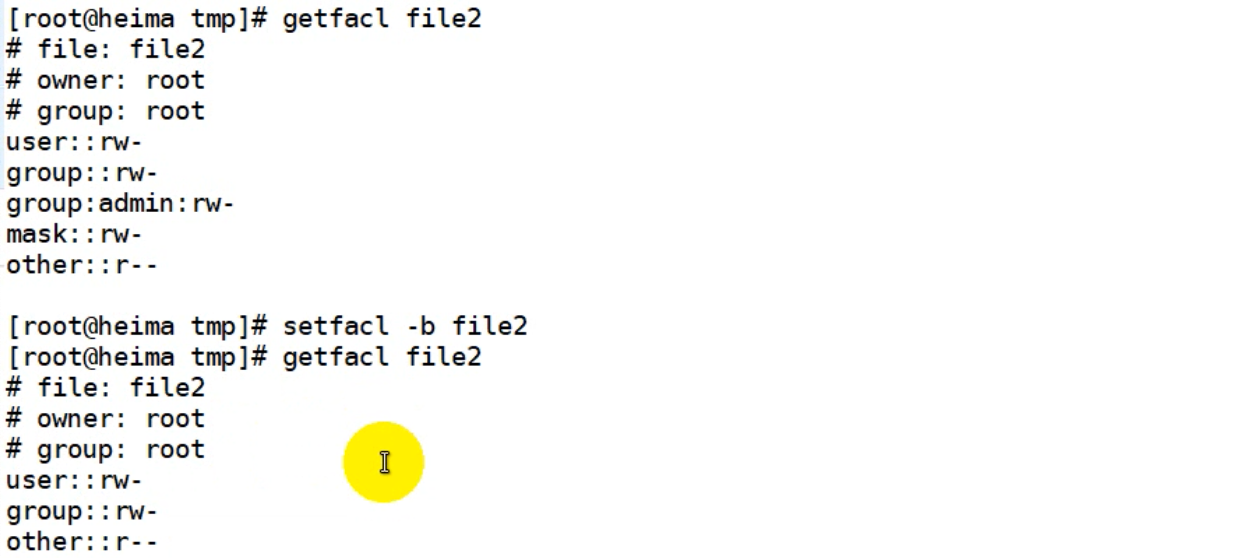 [root@heima tmp]# getfacl file2
# file: file2
# owner: root
# group: root
user::rw-
group::rw-
group:admin:rw-
mask::rw-
other::r--
[root@heima tmp]# setfacl -b file2
[root@heima tmp]# getfacl file2
# file: file2
# owner: root
# group: root
user::rw-
group::rw-
other::r--